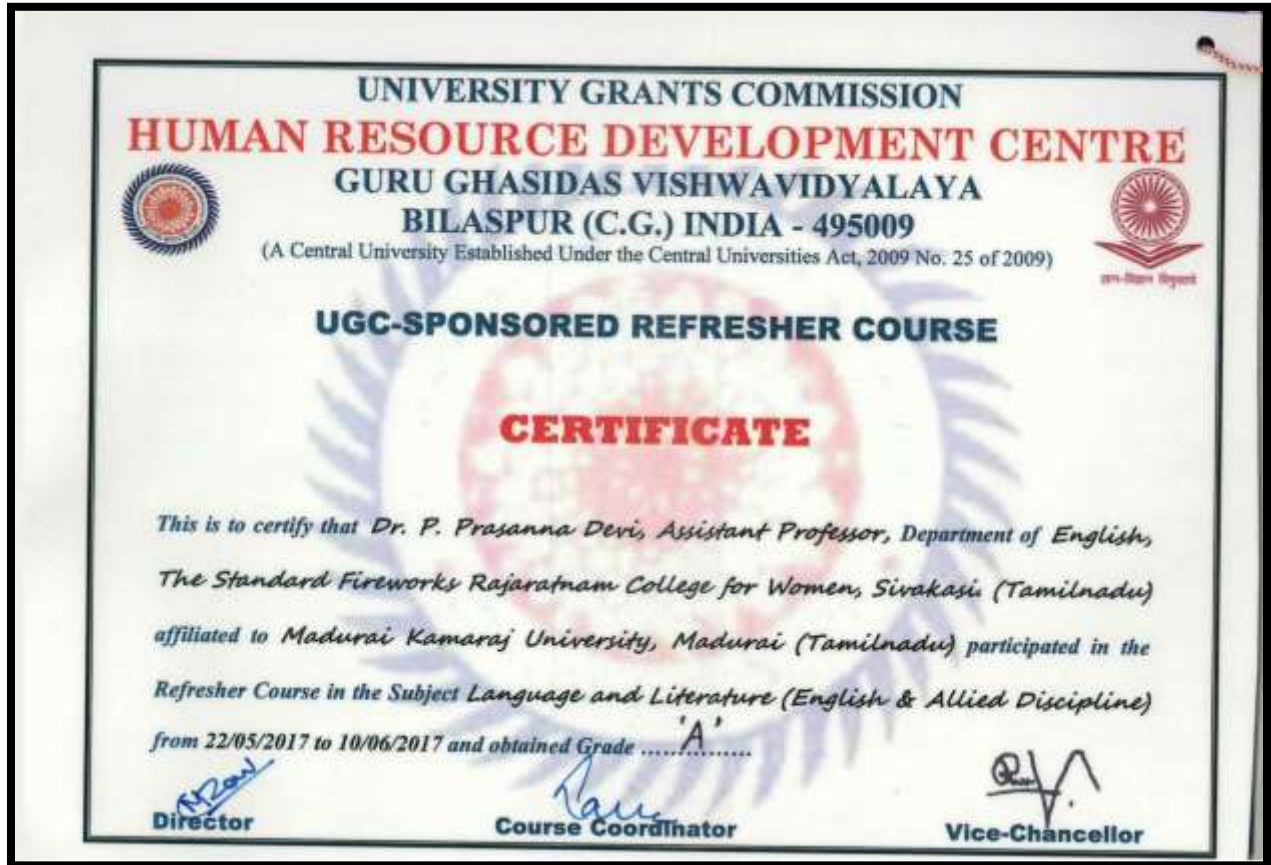 UNIVERSITY GRANTS COMMISSION
HUMAN RESOURCE DEVELOPMENT CENTRE
GURU GHASIDAS VISHWAVIDYALAYA
BILASPUR (C.G.) INDIA - 495009
(A Central University Established Under the Central Universities Act, 2009 No. 25 of 2009)
ज्ञान-विज्ञान विमुक्तये
UGC-SPONSORED REFRESHER COURSE
CERTIFICATE
This is to certify that Dr. P. Prasanna Devi, Assistant Professor, Department of English,
The Standard Fireworks Rajaratnam College for Women, Sivakasi. (Tamilnadu)
affiliated to Madurai Kamaraj University, Madurai (Tamilnadu) participated in the
Refresher Course in the Subject Language and Literature (English & Allied Discipline)
from 22/05/2017 to 10/06/2017 and obtained Grade .....'A'......
Director
Course Coordinator
Vice-Chancellor